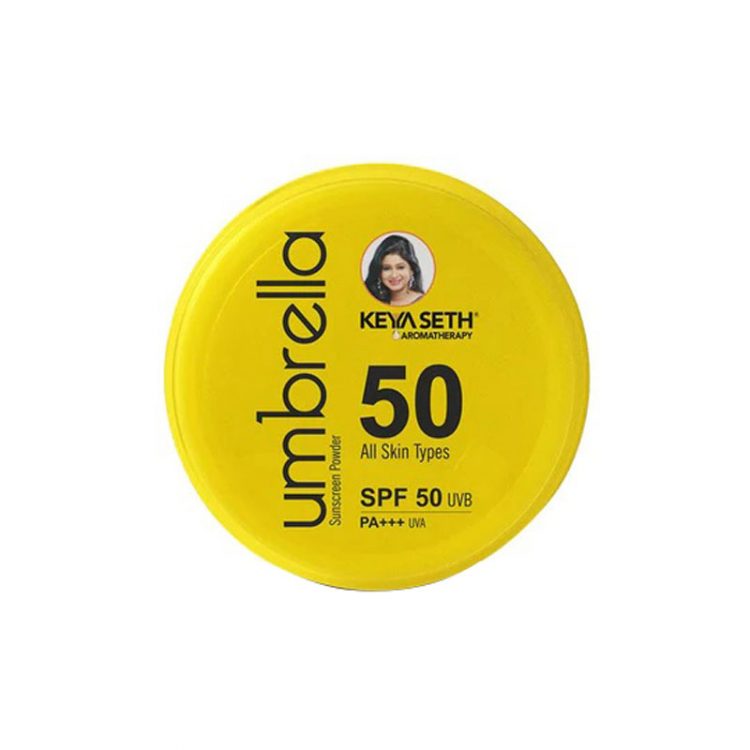 umbrella
Sunscreen Powder
KEYA SETH®
AROMATHERAPY
50
All Skin Types
SPF 50 UVB
PA+++ UVA